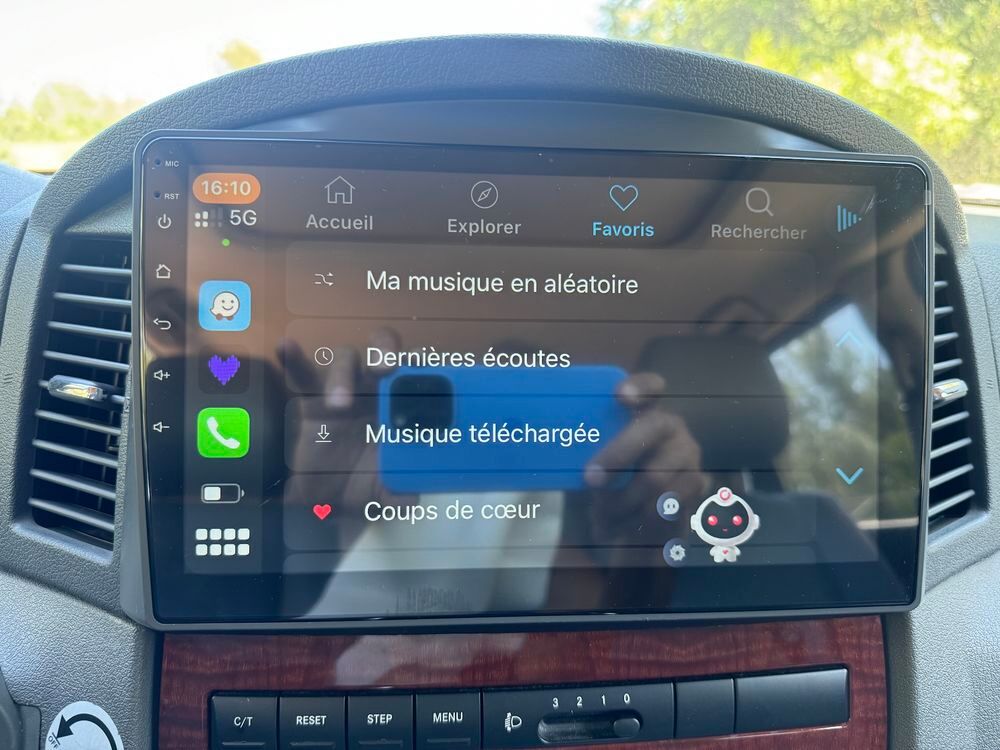 MIC
RST
16:10
5G
Accueil
Explorer
Favoris
Rechercher
Ma musique en aléatoire
Dernières écoutes
Musique téléchargée
Coups de cœur
C/T
RESET
STEP
MENU
3 2 1 0
OFF